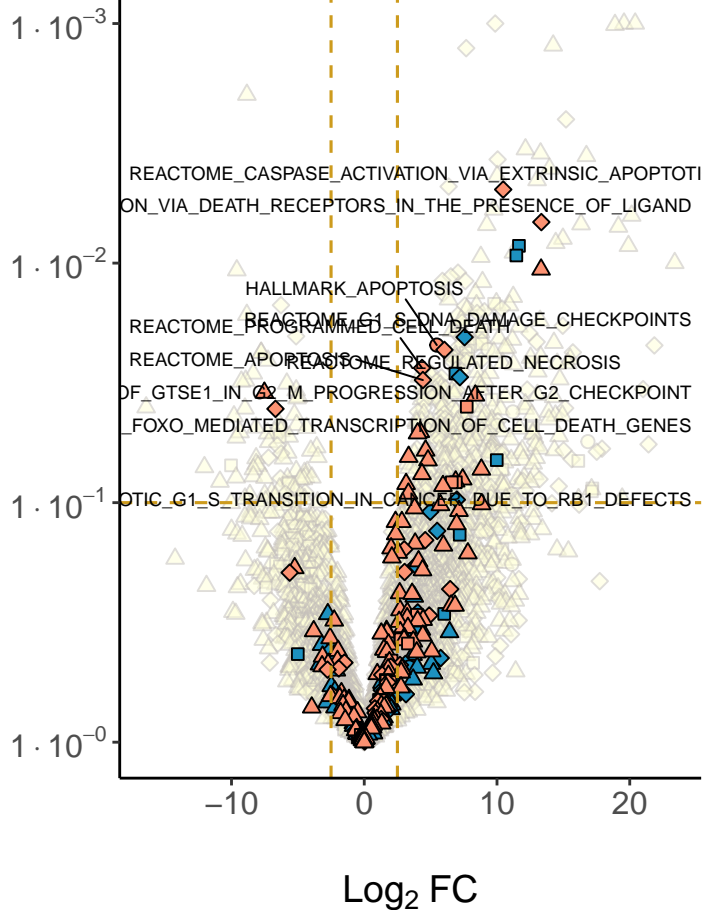 1 · 10⁻³
REACTOME_CASPASE_ACTIVATION_VIA_EXTRINSIC_APOPTOTI
ON_VIA_DEATH_RECEPTORS_IN_THE_PRESENCE_OF_LIGAND
1 · 10⁻²
HALLMARK_APOPTOSIS
REACTOME_G1_S_DNA_DAMAGE_CHECKPOINTS
REACTOME_PROGRAMMED_CELL_DEATH
REACTOME_APOPTOSIS
REACTOME_REGULATED_NECROSIS
OF_GTSE1_IN_G2_M_PROGRESSION_AFTER_G2_CHECKPOINT
_FOXO_MEDIATED_TRANSCRIPTION_OF_CELL_DEATH_GENES
1 · 10⁻¹
OTIC_G1_S_TRANSITION_IN_CANCER_DUE_TO_RB1_DEFECTS
1 · 10⁻⁰
−10 0 10 20
Log₂ FC